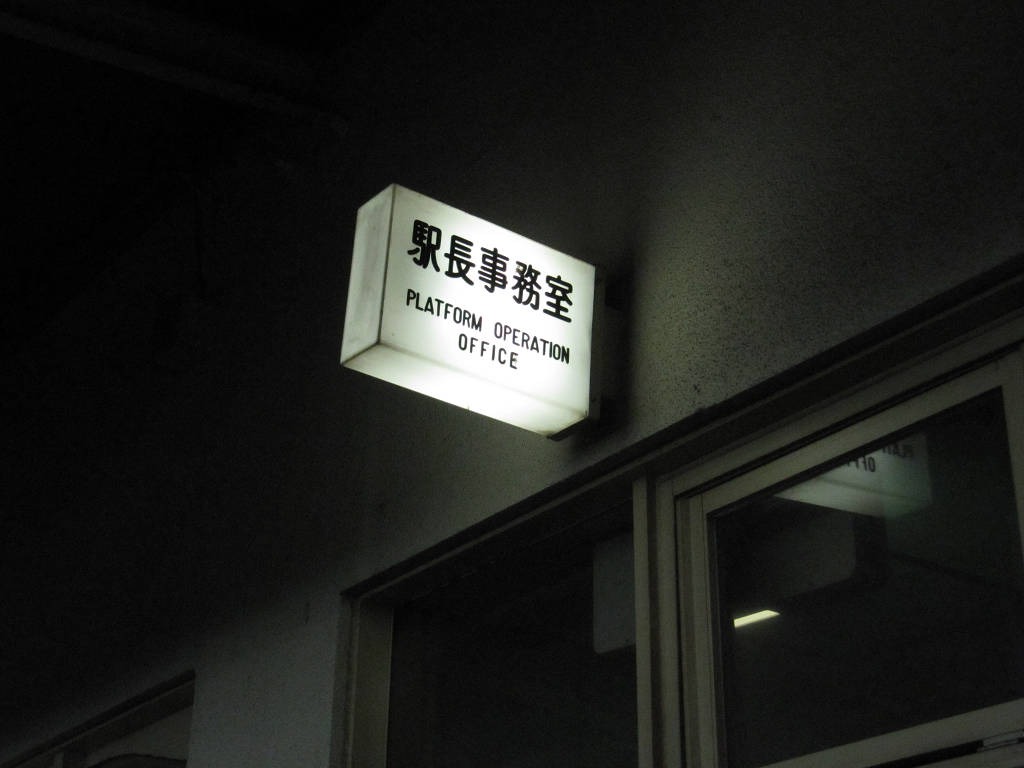 駅長事務室
PLATFORM OPERATION
OFFICE